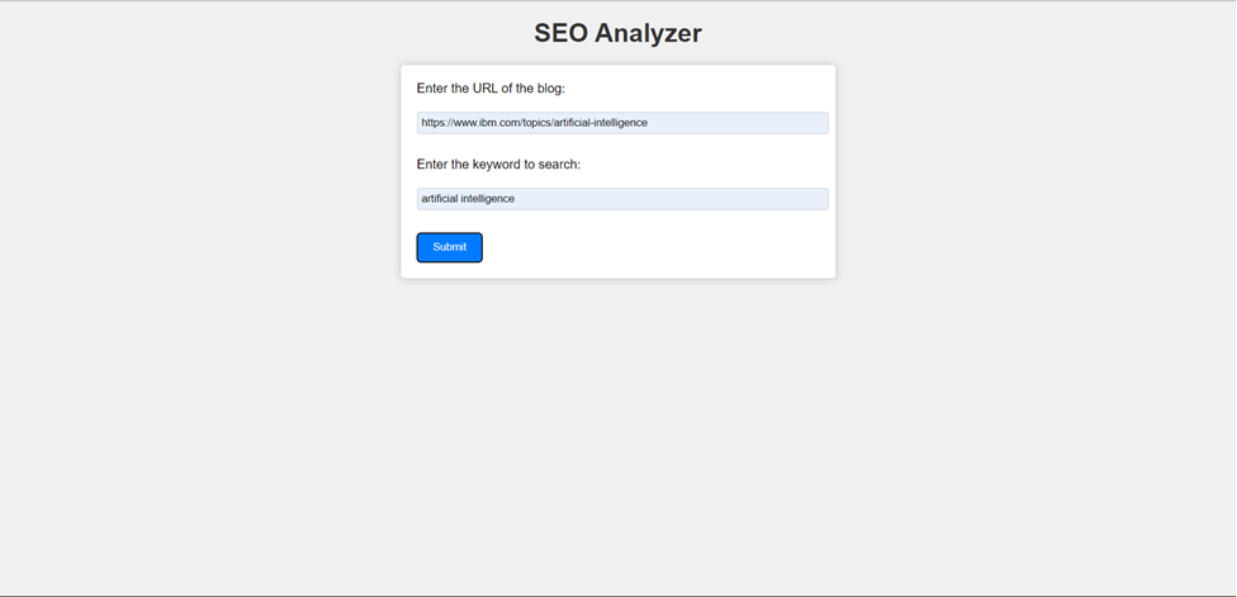 SEO Analyzer
Enter the URL of the blog:
https://www.ibm.com/topics/artificial-intelligence
Enter the keyword to search:
artificial intelligence
Submit